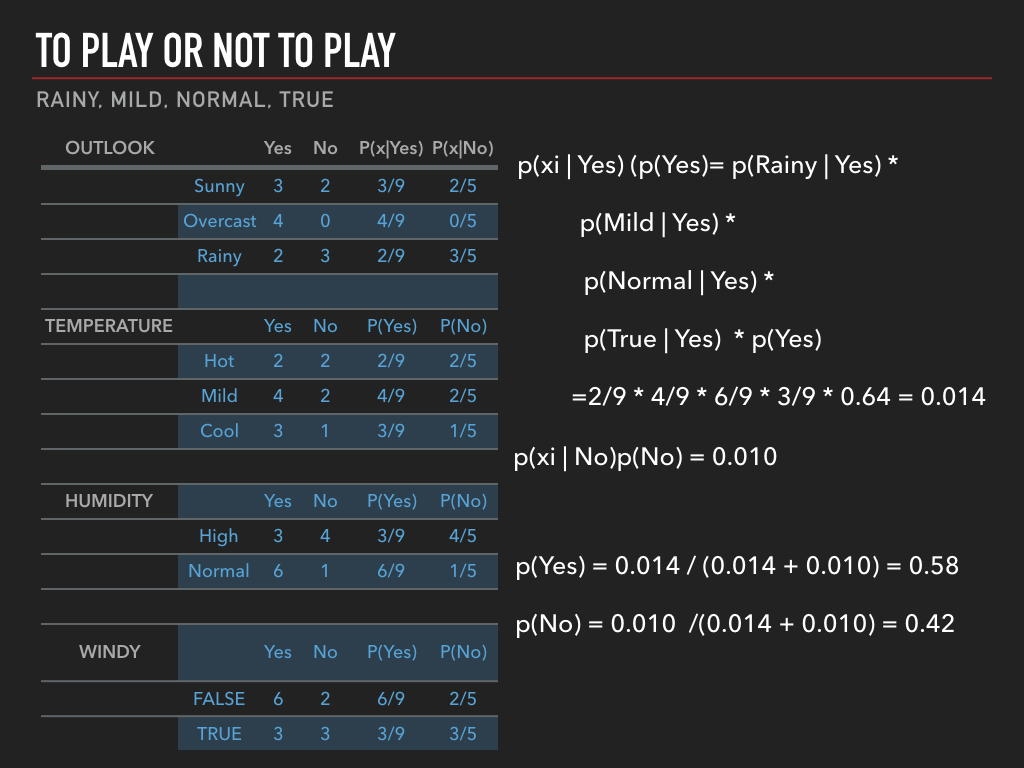 TO PLAY OR NOT TO PLAY
RAINY, MILD, NORMAL, TRUE
OUTLOOK Yes No P(x|Yes) P(x|No)
Sunny 3 2 3/9 2/5
Overcast 4 0 4/9 0/5
Rainy 2 3 2/9 3/5
TEMPERATURE Yes No P(Yes) P(No)
Hot 2 2 2/9 2/5
Mild 4 2 4/9 2/5
Cool 3 1 3/9 1/5
HUMIDITY Yes No P(Yes) P(No)
High 3 4 3/9 4/5
Normal 6 1 6/9 1/5
WINDY Yes No P(Yes) P(No)
FALSE 6 2 6/9 2/5
TRUE 3 3 3/9 3/5
p(xi | Yes) (p(Yes)= p(Rainy | Yes) *
p(Mild | Yes) *
p(Normal | Yes) *
p(True | Yes) * p(Yes)
=2/9 * 4/9 * 6/9 * 3/9 * 0.64 = 0.014
p(xi | No)p(No) = 0.010
p(Yes) = 0.014 / (0.014 + 0.010) = 0.58
p(No) = 0.010 /(0.014 + 0.010) = 0.42